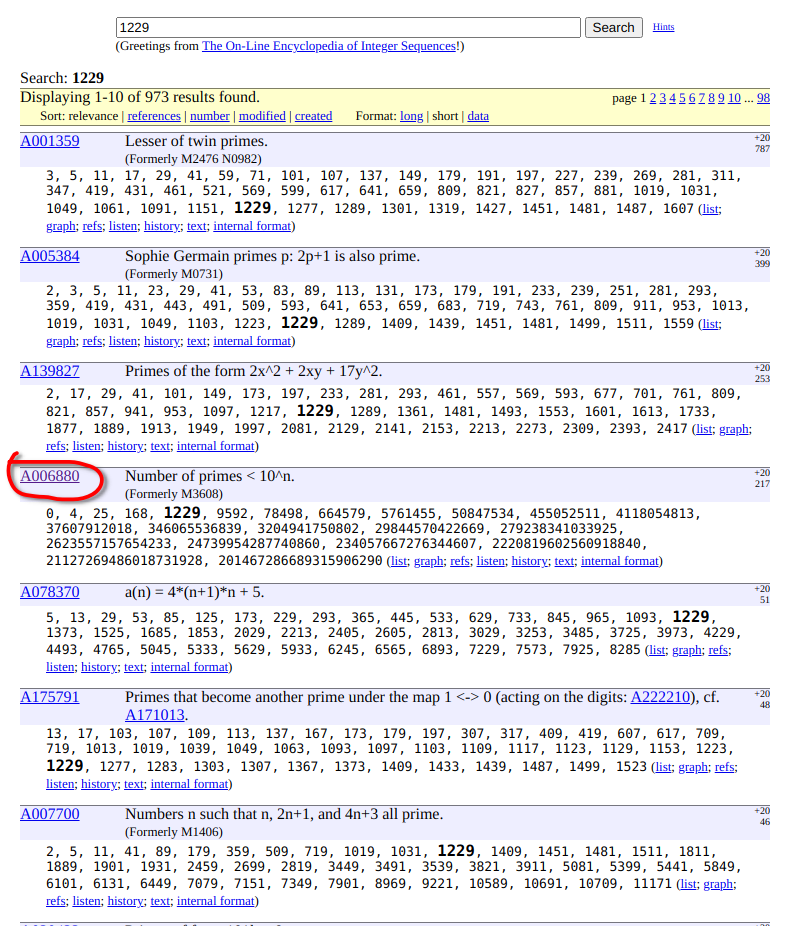 1229 Search Hints
(Greetings from The On-Line Encyclopedia of Integer Sequences!)
Search: 1229
Displaying 1-10 of 973 results found. page 1 2 3 4 5 6 7 8 9 10 ... 98
Sort: relevance | references | number | modified | created Format: long | short | data
A001359 Lesser of twin primes. +20
(Formerly M2476 N0982) 787
3, 5, 11, 17, 29, 41, 59, 71, 101, 107, 137, 149, 179, 191, 197, 227, 239, 269, 281, 311,
347, 419, 431, 461, 521, 569, 599, 617, 641, 659, 809, 821, 827, 857, 881, 1019, 1031,
1049, 1061, 1091, 1151, 1229, 1277, 1289, 1301, 1319, 1427, 1451, 1481, 1487, 1607 (list;
graph; refs; listen; history; text; internal format)
A005384 Sophie Germain primes p: 2p+1 is also prime. +20
(Formerly M0731) 399
2, 3, 5, 11, 23, 29, 41, 53, 83, 89, 113, 131, 173, 179, 191, 233, 239, 251, 281, 293,
359, 419, 431, 443, 491, 509, 593, 641, 653, 659, 683, 719, 743, 761, 809, 911, 953, 1013,
1019, 1031, 1049, 1103, 1223, 1229, 1289, 1409, 1439, 1451, 1481, 1499, 1511, 1559 (list;
graph; refs; listen; history; text; internal format)
A139827 Primes of the form 2x^2 + 2xy + 17y^2. +20
253
2, 17, 29, 41, 101, 149, 173, 197, 233, 281, 293, 461, 557, 569, 593, 677, 701, 761, 809,
821, 857, 941, 953, 1097, 1217, 1229, 1289, 1361, 1481, 1493, 1553, 1601, 1613, 1733,
1877, 1889, 1913, 1949, 1997, 2081, 2129, 2141, 2153, 2213, 2273, 2309, 2393, 2417 (list; graph;
refs; listen; history; text; internal format)
A006880 Number of primes < 10^n. +20
(Formerly M3608) 217
0, 4, 25, 168, 1229, 9592, 78498, 664579, 5761455, 50847534, 455052511, 4118054813,
37607912018, 346065536839, 3204941750802, 29844570422669, 279238341033925,
2623557157654233, 24739954287740860, 234057667276344607, 2220819602560918840,
21127269486018731928, 201467286689315906290 (list; graph; refs; listen; history; text; internal format)
A078370 a(n) = 4*(n+1)*n + 5. +20
51
5, 13, 29, 53, 85, 125, 173, 229, 293, 365, 445, 533, 629, 733, 845, 965, 1093, 1229,
1373, 1525, 1685, 1853, 2029, 2213, 2405, 2605, 2813, 3029, 3253, 3485, 3725, 3973, 4229,
4493, 4765, 5045, 5333, 5629, 5933, 6245, 6565, 6893, 7229, 7573, 7925, 8285 (list; graph; refs;
listen; history; text; internal format)
A175791 Primes that become another prime under the map 1 <-> 0 (acting on the digits: A222210), cf. +20
A171013. 48
13, 17, 103, 107, 109, 113, 137, 167, 173, 179, 197, 307, 317, 409, 419, 607, 617, 709,
719, 1013, 1019, 1039, 1049, 1063, 1093, 1097, 1103, 1109, 1117, 1123, 1129, 1153, 1223,
1229, 1277, 1283, 1303, 1307, 1367, 1373, 1409, 1433, 1439, 1487, 1499, 1523 (list; graph; refs;
listen; history; text; internal format)
A007700 Numbers n such that n, 2n+1, and 4n+3 all prime. +20
(Formerly M1406) 46
2, 5, 11, 41, 89, 179, 359, 509, 719, 1019, 1031, 1229, 1409, 1451, 1481, 1511, 1811,
1889, 1901, 1931, 2459, 2699, 2819, 3449, 3491, 3539, 3821, 3911, 5081, 5399, 5441, 5849,
6101, 6131, 6449, 7079, 7151, 7349, 7901, 8969, 9221, 10589, 10691, 10709, 11171 (list; graph;
refs; listen; history; text; internal format)